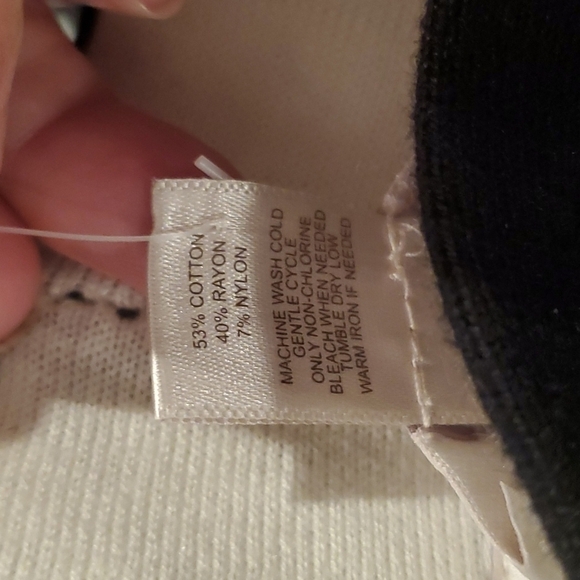 53% COTTON
40% RAYON
7% NYLON
MACHINE WASH COLD
GENTLE CYCLE
ONLY NON-CHLORINE
BLEACH WHEN NEEDED
TUMBLE DRY LOW
WARM IRON IF NEEDED